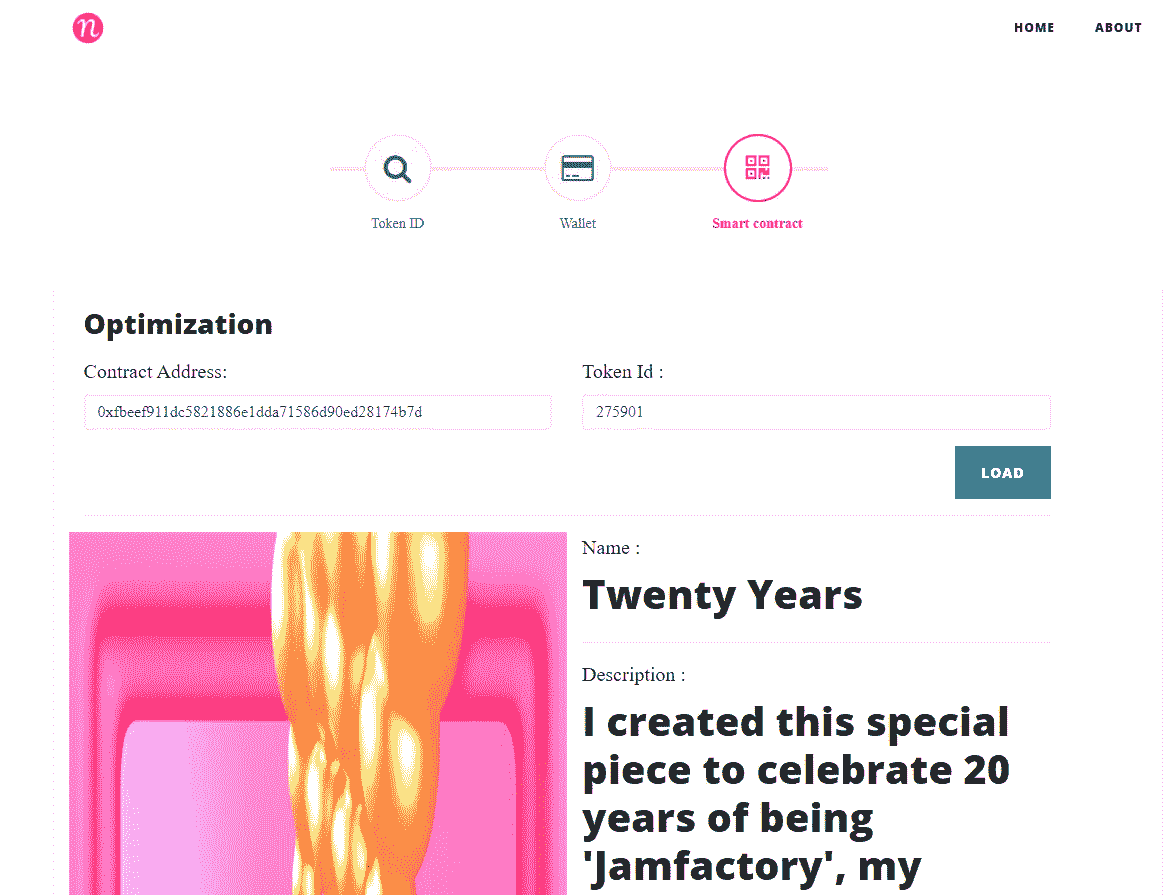 n
HOME ABOUT
Token ID Wallet Smart contract
Optimization
Contract Address: Token Id :
0xfbeef911dc5821886e1dda71586d90ed28174b7d 275901
LOAD
Name :
Twenty Years
Description :
I created this special
piece to celebrate 20
years of being
'Jamfactory', my